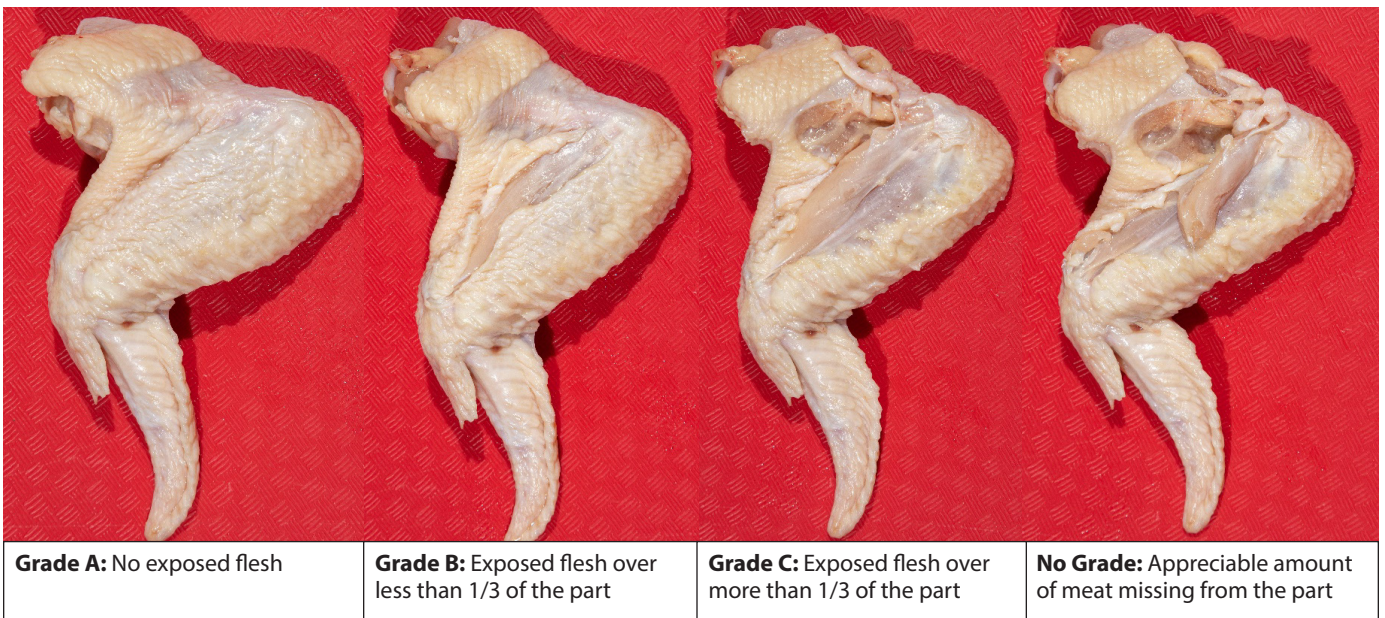 Grade A: No exposed flesh
Grade B: Exposed flesh over
less than 1/3 of the part
Grade C: Exposed flesh over
more than 1/3 of the part
No Grade: Appreciable amount
of meat missing from the part